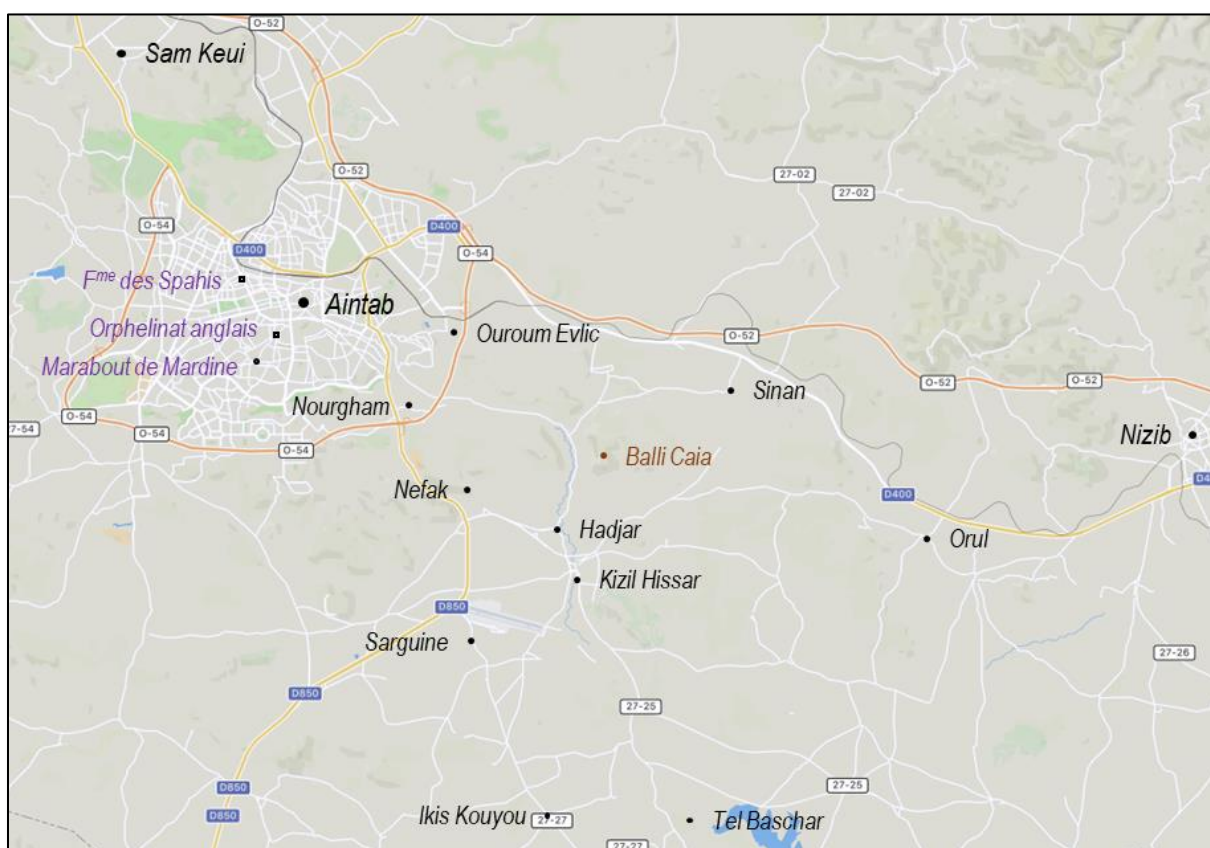 O-52
Sam Keui
O-52
27-02
27-02
O-54
D400
D400
O-54
Fme des Spahis
Aintab
Orphelinat anglais
Ouroum Evlic
O-52
Marabout de Mardine
O-52
O-52
Sinan
Nourgham
O-54
27-54
O-54
Nizib
O-54
Balli Caia
Nefak
D400
Hadjar
Orul
Kizil Hissar
D850
Sarguine
27-26
D850
27-25
D850
27-25
D850
Ikis Kouyou
27-27
Tel Baschar
27-27